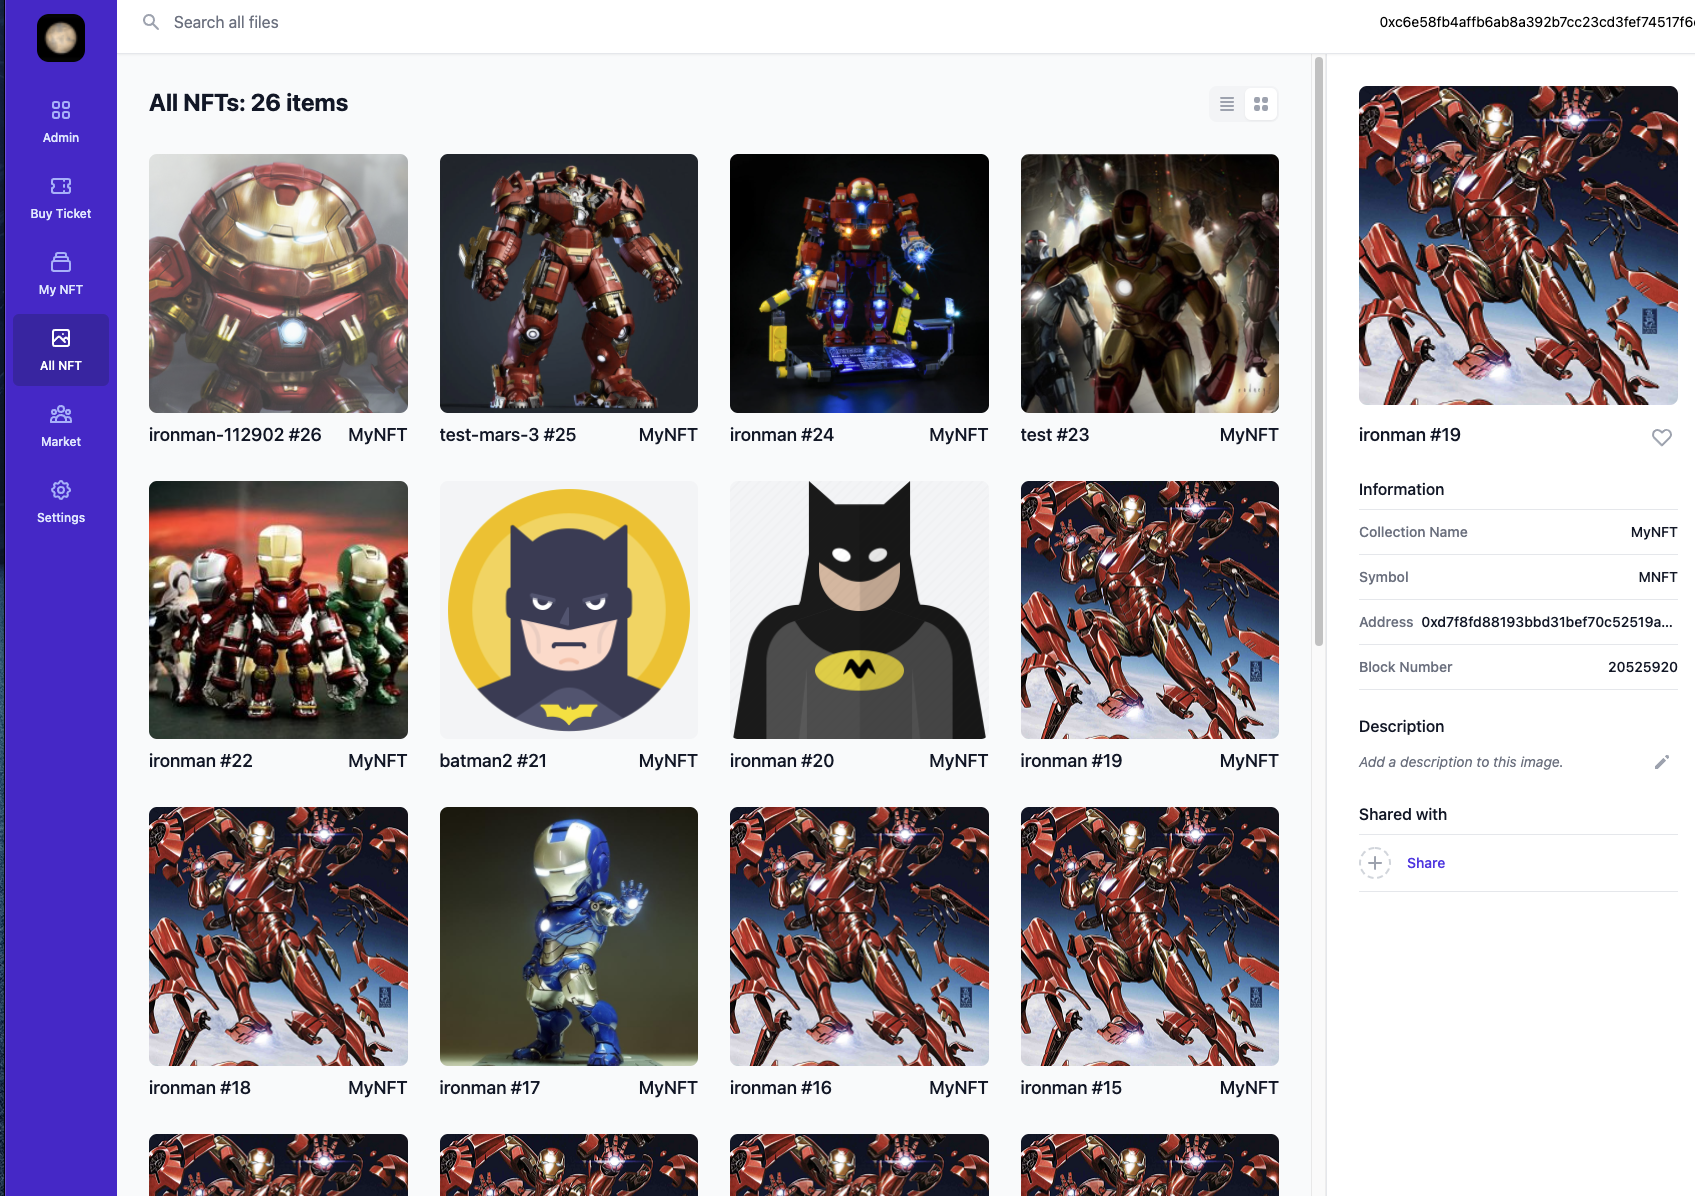 Search all files
0xc6e58fb4affb6ab8a392b7cc23cd3fef74517f6
Admin
Buy Ticket
My NFT
All NFT
Market
Settings
All NFTs: 26 items
ironman-112902 #26 MyNFT
test-mars-3 #25 MyNFT
ironman #24 MyNFT
test #23 MyNFT
ironman #22 MyNFT
batman2 #21 MyNFT
ironman #20 MyNFT
ironman #19 MyNFT
ironman #18 MyNFT
ironman #17 MyNFT
ironman #16 MyNFT
ironman #15 MyNFT
ironman #19
Information
Collection Name MyNFT
Symbol MNFT
Address 0xd7f8fd88193bbd31bef70c52519a...
Block Number 20525920
Description
Add a description to this image.
Shared with
Share